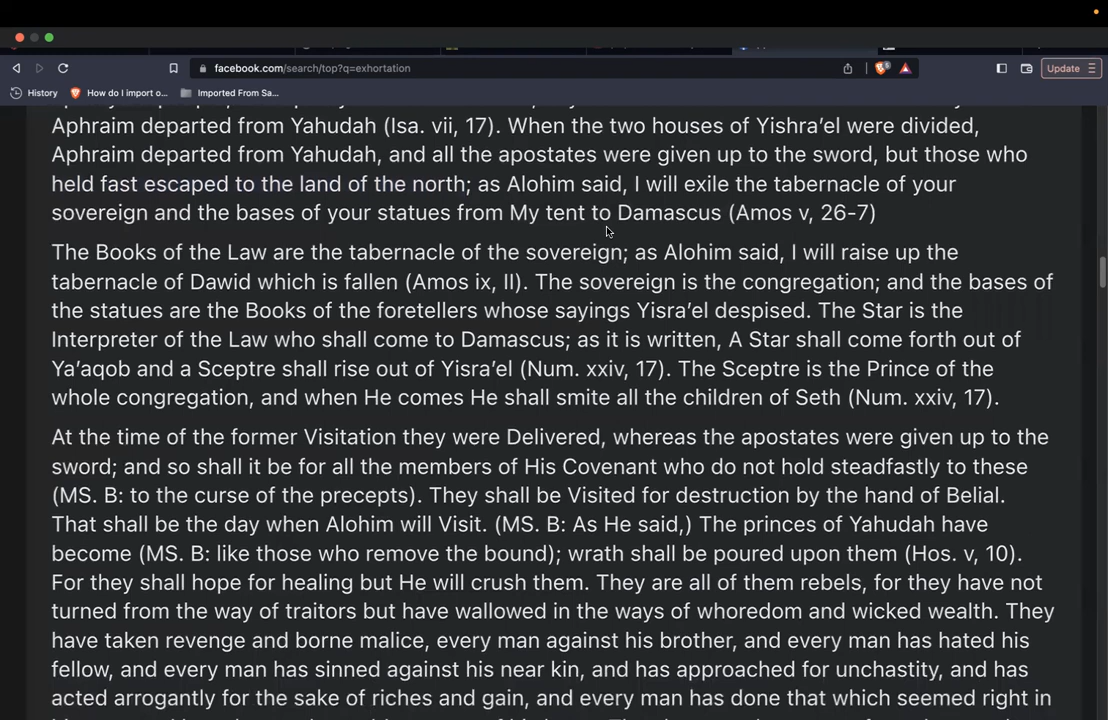 facebook.com/search/top?q=exhortation
Update
History
How do I import o...
Imported From Sa...
Aphraim departed from Yahudah (Isa. vii, 17). When the two houses of Yishra’el were divided,
Aphraim departed from Yahudah, and all the apostates were given up to the sword, but those who
held fast escaped to the land of the north; as Alohim said, I will exile the tabernacle of your
sovereign and the bases of your statues from My tent to Damascus (Amos v, 26-7)
The Books of the Law are the tabernacle of the sovereign; as Alohim said, I will raise up the
tabernacle of Dawid which is fallen (Amos ix, II). The sovereign is the congregation; and the bases of
the statues are the Books of the foretellers whose sayings Yisra’el despised. The Star is the
Interpreter of the Law who shall come to Damascus; as it is written, A Star shall come forth out of
Ya’aqob and a Sceptre shall rise out of Yisra’el (Num. xxiv, 17). The Sceptre is the Prince of the
whole congregation, and when He comes He shall smite all the children of Seth (Num. xxiv, 17).
At the time of the former Visitation they were Delivered, whereas the apostates were given up to the
sword; and so shall it be for all the members of His Covenant who do not hold steadfastly to these
(MS. B: to the curse of the precepts). They shall be Visited for destruction by the hand of Belial.
That shall be the day when Alohim will Visit. (MS. B: As He said,) The princes of Yahudah have
become (MS. B: like those who remove the bound); wrath shall be poured upon them (Hos. v, 10).
For they shall hope for healing but He will crush them. They are all of them rebels, for they have not
turned from the way of traitors but have wallowed in the ways of whoredom and wicked wealth. They
have taken revenge and borne malice, every man against his brother, and every man has hated his
fellow, and every man has sinned against his near kin, and has approached for unchastity, and has
acted arrogantly for the sake of riches and gain, and every man has done that which seemed right in